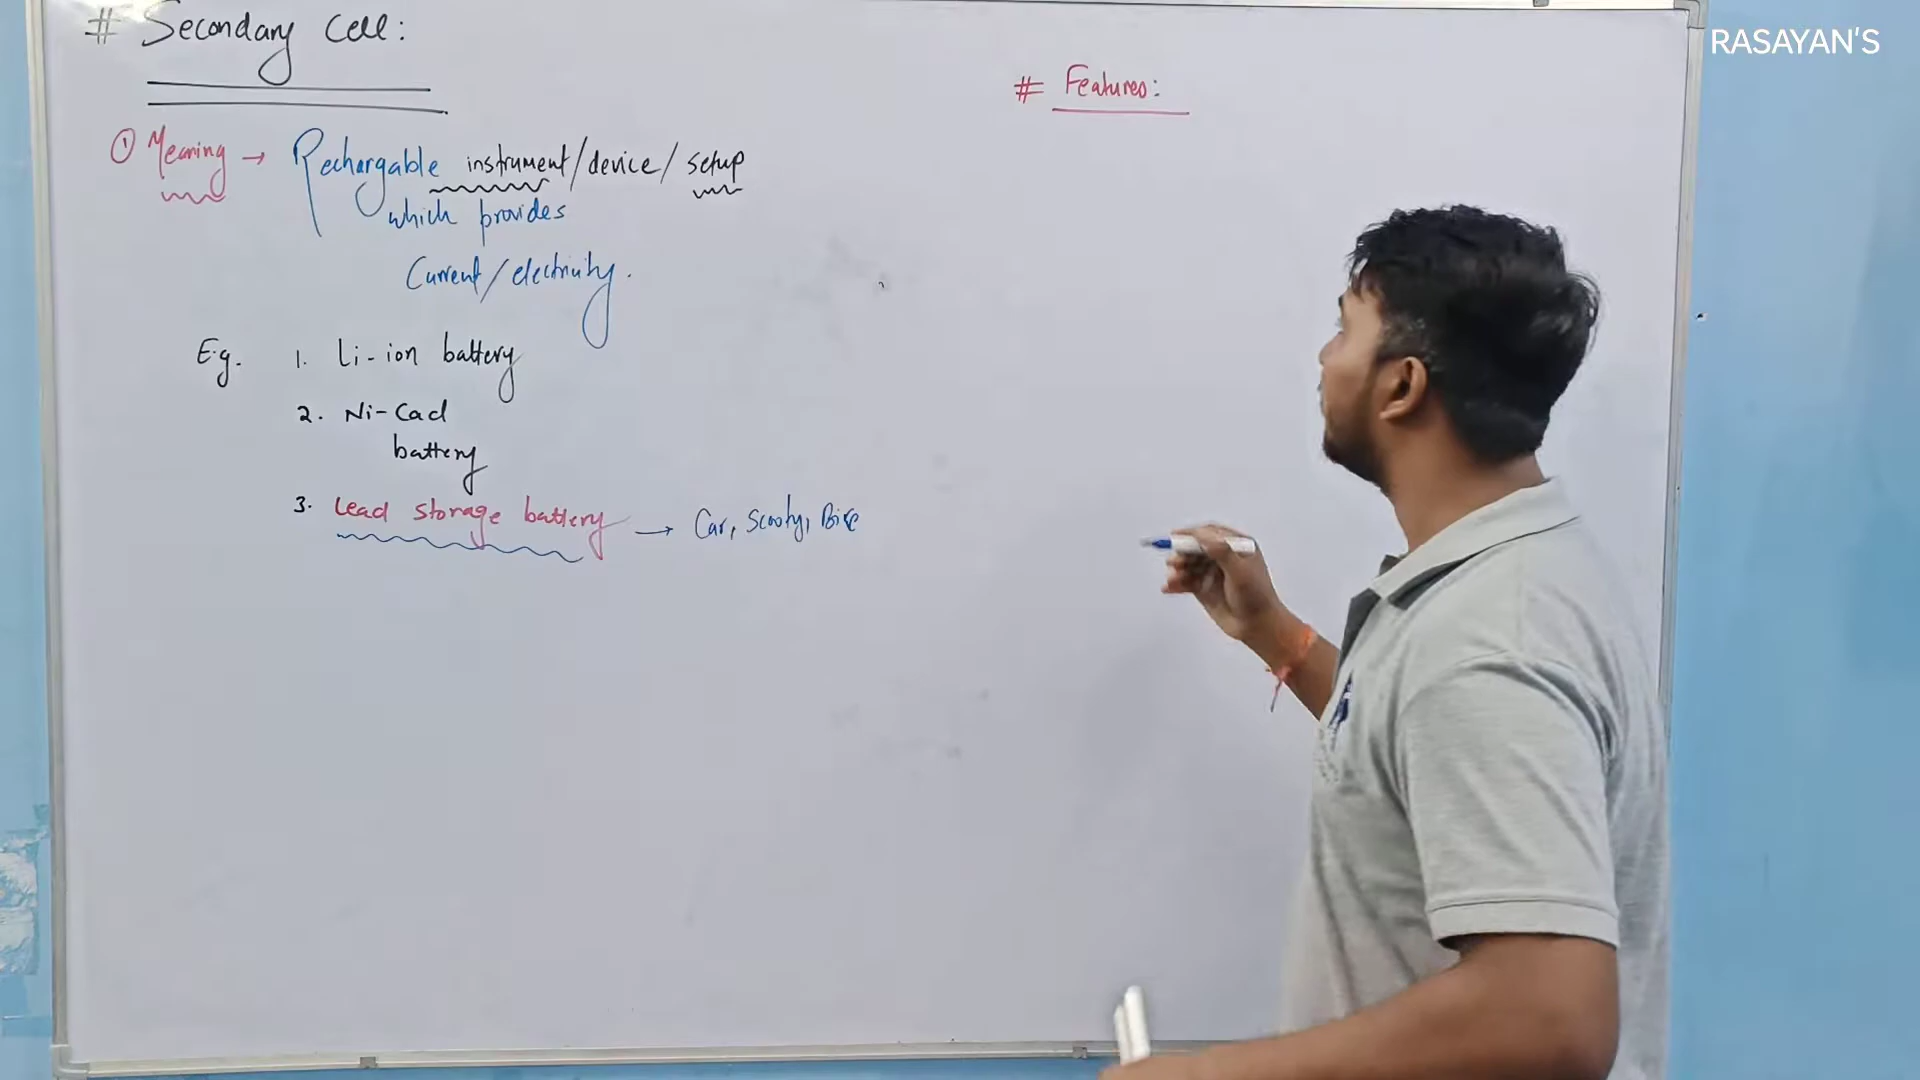 # Secondary Cell:
① Meaning → Rechargable instrument/device/setup
which provides
Current/electricity.
Eg. 1. Li-ion battery
2. Ni-Cad
battery
3. Lead storage battery → Car, Scooty, Bike
# Features:
RASAYAN'S